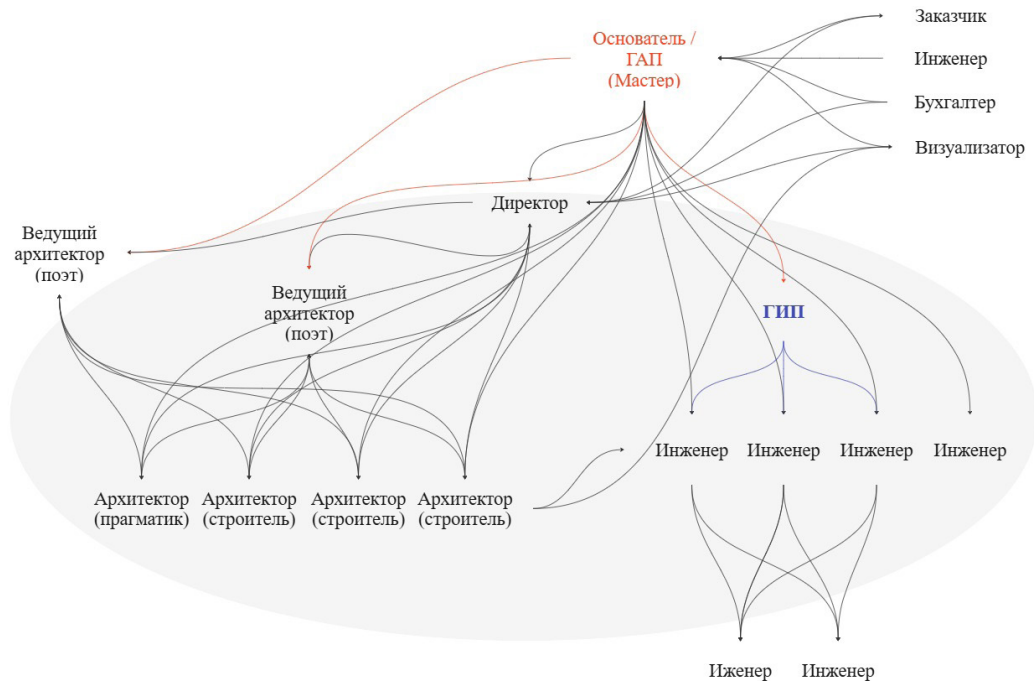 Заказчик
Основатель /
ГАП
(Мастер)
Инженер
Бухгалтер
Визуализатор
Директор
Ведущий
архитектор
(поэт)
Ведущий
архитектор
(поэт)
ГИП
Инженер
Инженер
Инженер
Инженер
Архитектор
(прагматик)
Архитектор
(строитель)
Архитектор
(строитель)
Архитектор
(строитель)
Иженер
Инженер